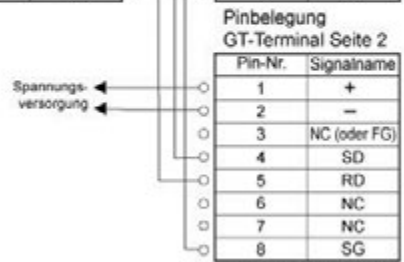 Pinbelegung
GT-Terminal Seite 2
Pin-Nr. Signalname
Spannungs-
versorgung
1 +
2 –
3 NC (oder FG)
4 SD
5 RD
6 NC
7 NC
8 SG